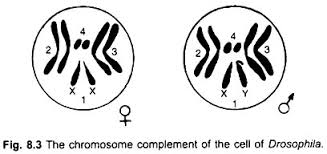 4 4
2 3 2 3
X X X Y
1 1
♀ ♂
Fig. 8.3 The chromosome complement of the cell of Drosophila.